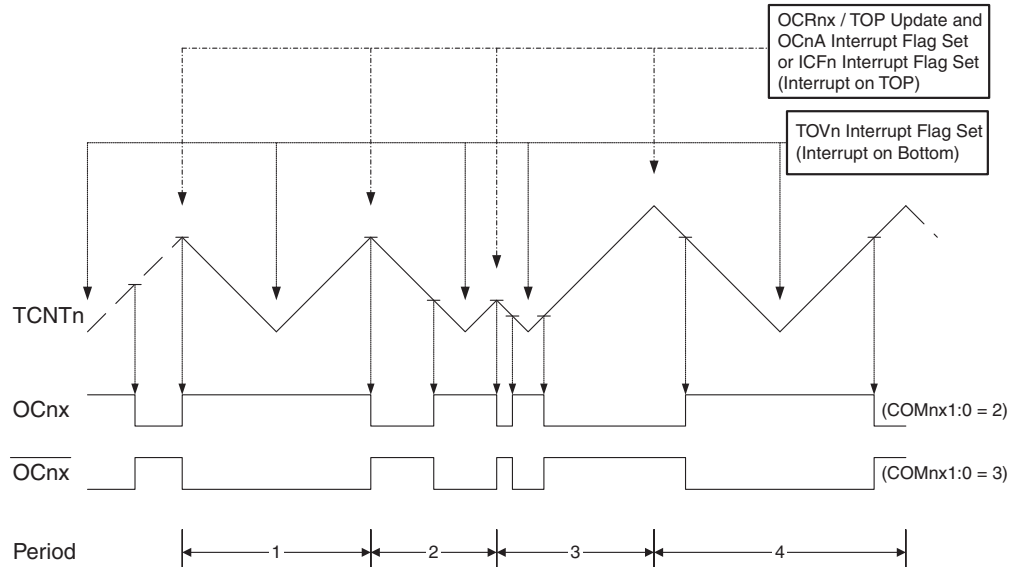 OCRnx / TOP Update and
OCnA Interrupt Flag Set
or ICFn Interrupt Flag Set
(Interrupt on TOP)
TOVn Interrupt Flag Set
(Interrupt on Bottom)
TCNTn
OCnx
(COMnx1:0 = 2)
OCnx
(COMnx1:0 = 3)
Period
1
2
3
4